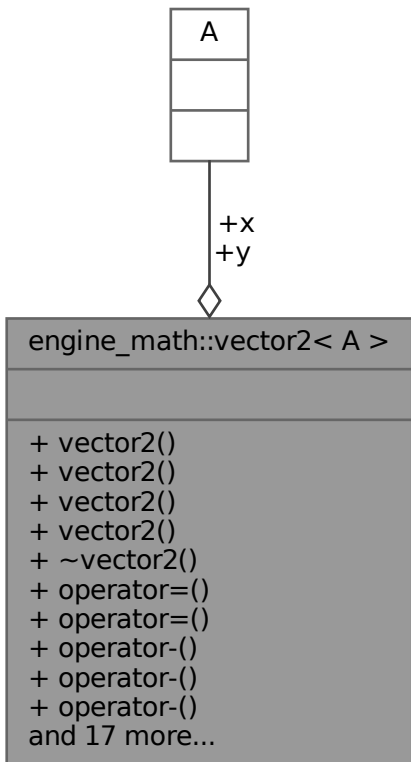 A
+x
+y
engine_math::vector2< A >
+ vector2()
+ vector2()
+ vector2()
+ vector2()
+ ~vector2()
+ operator=()
+ operator=()
+ operator-()
+ operator-()
+ operator-()
and 17 more...